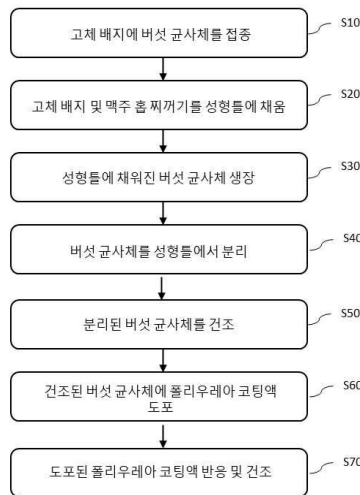 고체 배지에 버섯 균사체를 접종
S10
고체 배지 및 맥주 홉 찌꺼기를 성형틀에 채움
S20
성형틀에 채워진 버섯 균사체 생장
S30
버섯 균사체를 성형틀에서 분리
S40
분리된 버섯 균사체를 건조
S50
건조된 버섯 균사체에 폴리우레아 코팅액
도포
S60
도포된 폴리우레아 코팅액 반응 및 건조
S70